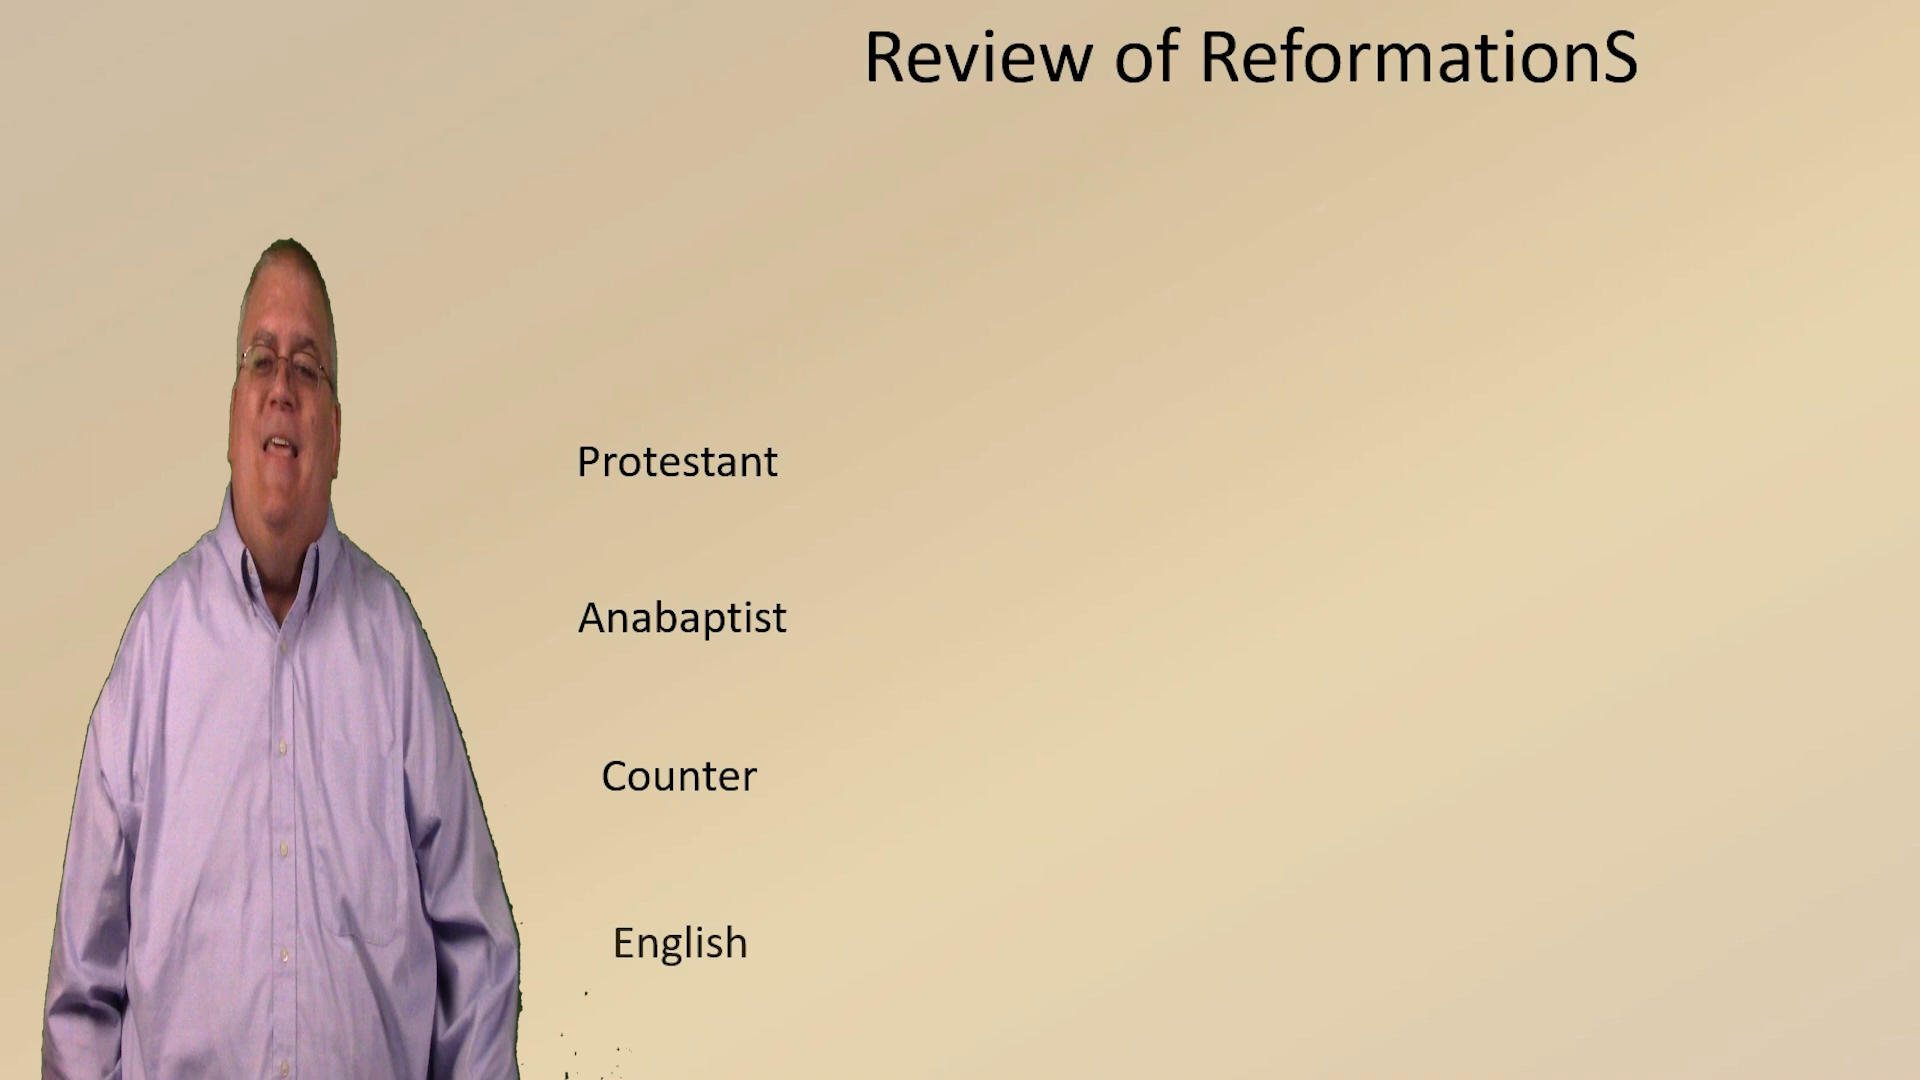 Review of ReformationS
Protestant
Anabaptist
Counter
English